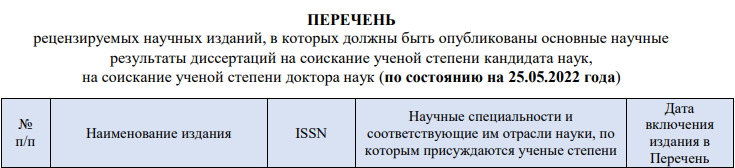 ПЕРЕЧЕНЬ
рецензируемых научных изданий, в которых должны быть опубликованы основные научные
результаты диссертаций на соискание ученой степени кандидата наук,
на соискание ученой степени доктора наук (по состоянию на 25.05.2022 года)
№
п/п
Наименование издания
ISSN
Научные специальности и
соответствующие им отрасли науки, по
которым присуждаются ученые степени
Дата
включения
издания в
Перечень